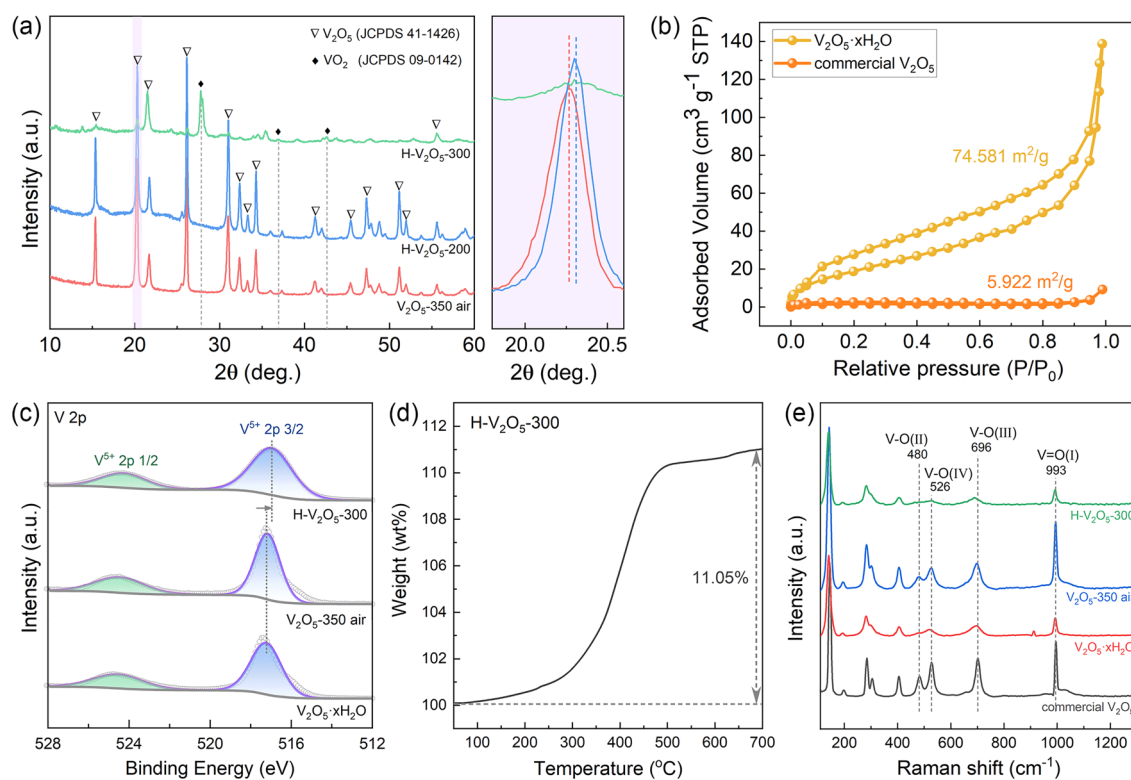 (a)
▽ V₂O₅ (JCPDS 41-1426)
♦ VO₂ (JCPDS 09-0142)
H-V₂O₅-300
H-V₂O₅-200
V₂O₅-350 air
Intensity (a.u.)
10 20 30 40 50 60
2θ (deg.)
20.0 20.5
2θ (deg.)
(b)
V₂O₅·xH₂O
commercial V₂O₅
74.581 m²/g
5.922 m²/g
Adsorbed Volume (cm³ g⁻¹ STP)
140
120
100
80
60
40
20
0
0.0 0.2 0.4 0.6 0.8 1.0
Relative pressure (P/P₀)
(c)
V 2p
V⁵⁺ 2p 3/2
V⁵⁺ 2p 1/2
H-V₂O₅-300
V₂O₅-350 air
V₂O₅·xH₂O
Intensity (a.u.)
528 524 520 516 512
Binding Energy (eV)
(d)
H-V₂O₅-300
11.05%
Weight (wt%)
112
110
108
106
104
102
100
100 200 300 400 500 600 700
Temperature (°C)
(e)
V-O(II)
480
V-O(IV)
526
V-O(III)
696
V=O(I)
993
H-V₂O₅-300
V₂O₅-350 air
V₂O₅·xH₂O
commercial V₂O₅
Intensity (a.u.)
200 400 600 800 1000 1200
Raman shift (cm⁻¹)